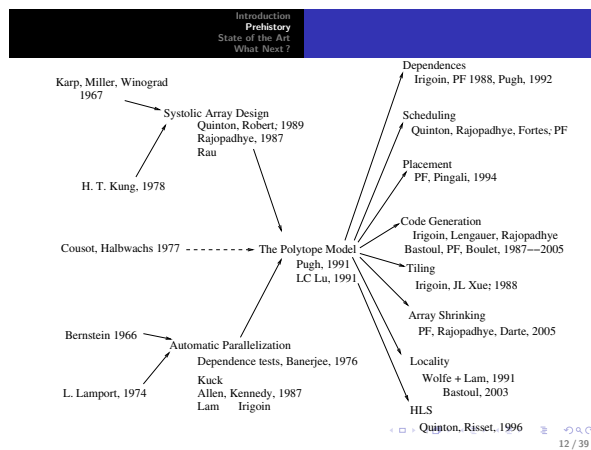 Introduction
Prehistory
State of the Art
What Next ?
Karp, Miller, Winograd
1967
Systolic Array Design
Quinton, Robert; 1989
Rajopadhye, 1987
Rau
H. T. Kung, 1978
Cousot, Halbwachs 1977
The Polytope Model
Pugh, 1991
LC Lu, 1991
Bernstein 1966
Automatic Parallelization
Dependence tests, Banerjee, 1976
Kuck
Allen, Kennedy, 1987
Lam Irigoin
L. Lamport, 1974
Dependences
Irigoin, PF 1988, Pugh, 1992
Scheduling
Quinton, Rajopadhye, Fortes; PF
Placement
PF, Pingali, 1994
Code Generation
Irigoin, Lengauer, Rajopadhye
Bastoul, PF, Boulet, 1987−−2005
Tiling
Irigoin, JL Xue; 1988
Array Shrinking
PF, Rajopadhye, Darte, 2005
Locality
Wolfe + Lam, 1991
Bastoul, 2003
HLS
Quinton, Risset, 1996
12 / 39